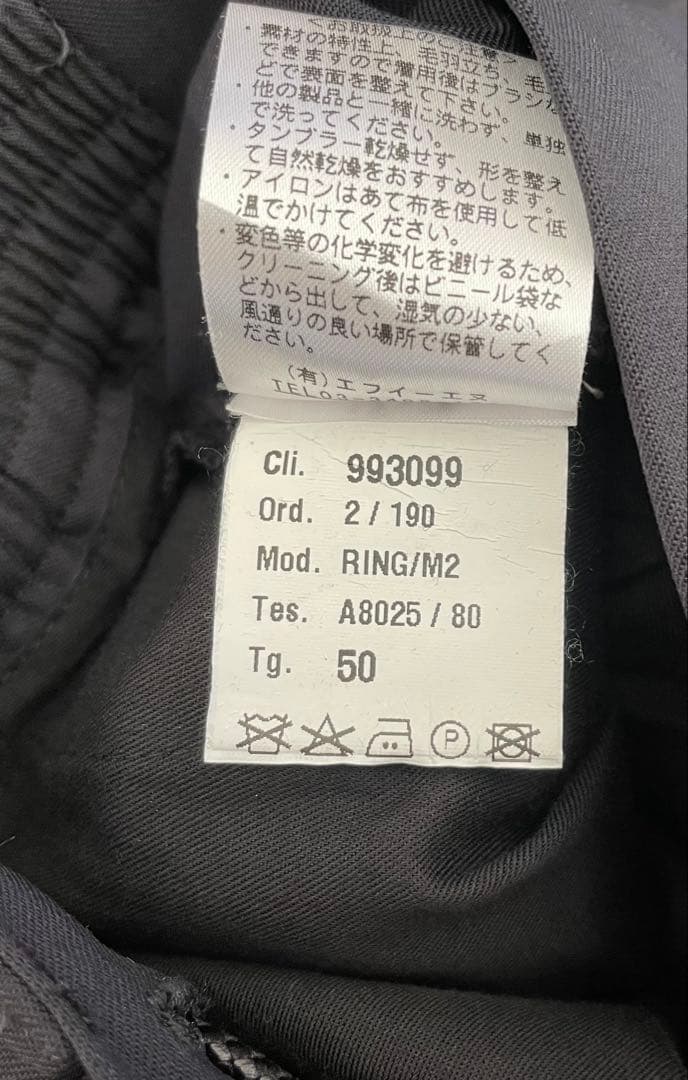 <お取扱上のご注意>
・素材の特性上、毛羽立ち、毛
できますので着用後はブラシな
どで表面を整えて下さい。
・他の製品と一緒に洗わず、単独
で洗ってください。
・タンブラー乾燥せず、形を整え
て自然乾燥をおすすめします。
・アイロンはあて布を使用して低
温でかけてください。
・変色等の化学変化を避けるため、
クリーニング後はビニール袋な
どから出して、湿気の少ない、
風通りの良い場所で保管してく
ださい。
(有)エフィーエヌ
TEL03
Cli. 993099
Ord. 2 / 190
Mod. RING/M2
Tes. A8025 / 80
Tg. 50
P